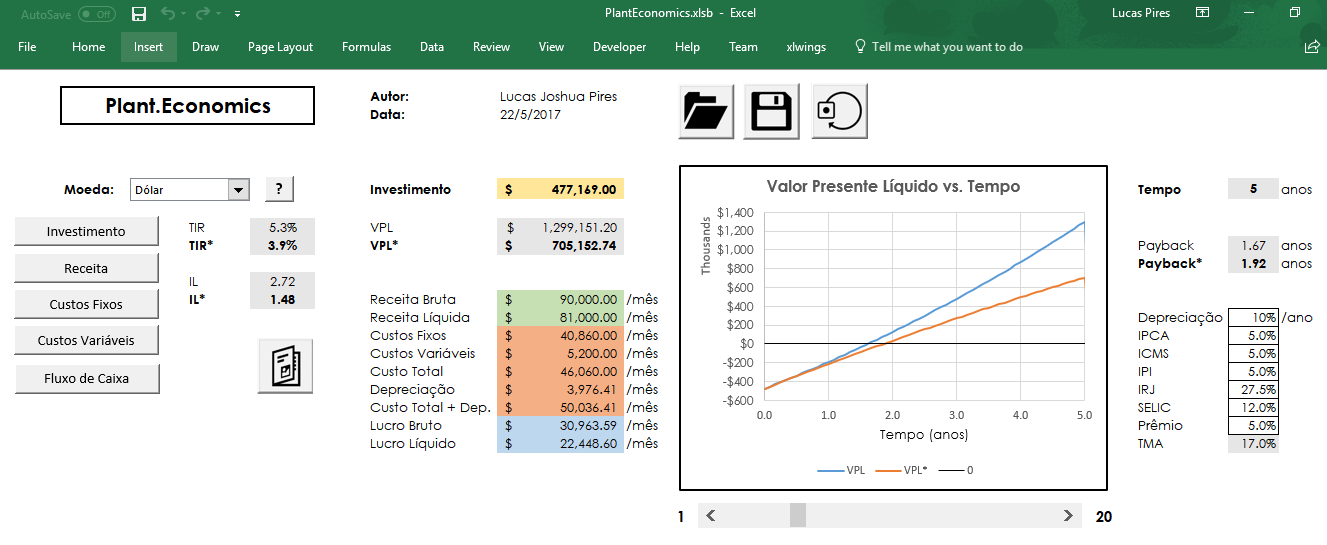 AutoSave Off PlantEconomics.xlsb - Excel Lucas Pires
File Home Insert Draw Page Layout Formulas Data Review View Developer Help Team xlwings Tell me what you want to do
Plant.Economics
Autor: Lucas Joshua Pires
Data: 22/5/2017
Moeda: Dólar ?
Investimento
Receita
Custos Fixos
Custos Variáveis
Fluxo de Caixa
TIR 5.3%
TIR* 3.9%
IL 2.72
IL* 1.48
Investimento $ 477,169.00
VPL $ 1,299,151.20
VPL* $ 705,152.74
Receita Bruta $ 90,000.00 /mês
Receita Líquida $ 81,000.00 /mês
Custos Fixos $ 40,860.00 /mês
Custos Variáveis $ 5,200.00 /mês
Custo Total $ 46,060.00 /mês
Depreciação $ 3,976.41 /mês
Custo Total + Dep. $ 50,036.41 /mês
Lucro Bruto $ 30,963.59 /mês
Lucro Líquido $ 22,448.60 /mês
Valor Presente Líquido vs. Tempo
Thousands
$1,400
$1,200
$1,000
$800
$600
$400
$200
$0
-$200
-$400
-$600
0.0 1.0 2.0 3.0 4.0 5.0
Tempo (anos)
VPL VPL* 0
1 20
Tempo 5 anos
Payback 1.67 anos
Payback* 1.92 anos
Depreciação 10% /ano
IPCA 5.0%
ICMS 5.0%
IPI 5.0%
IRJ 27.5%
SELIC 12.0%
Prêmio 5.0%
TMA 17.0%